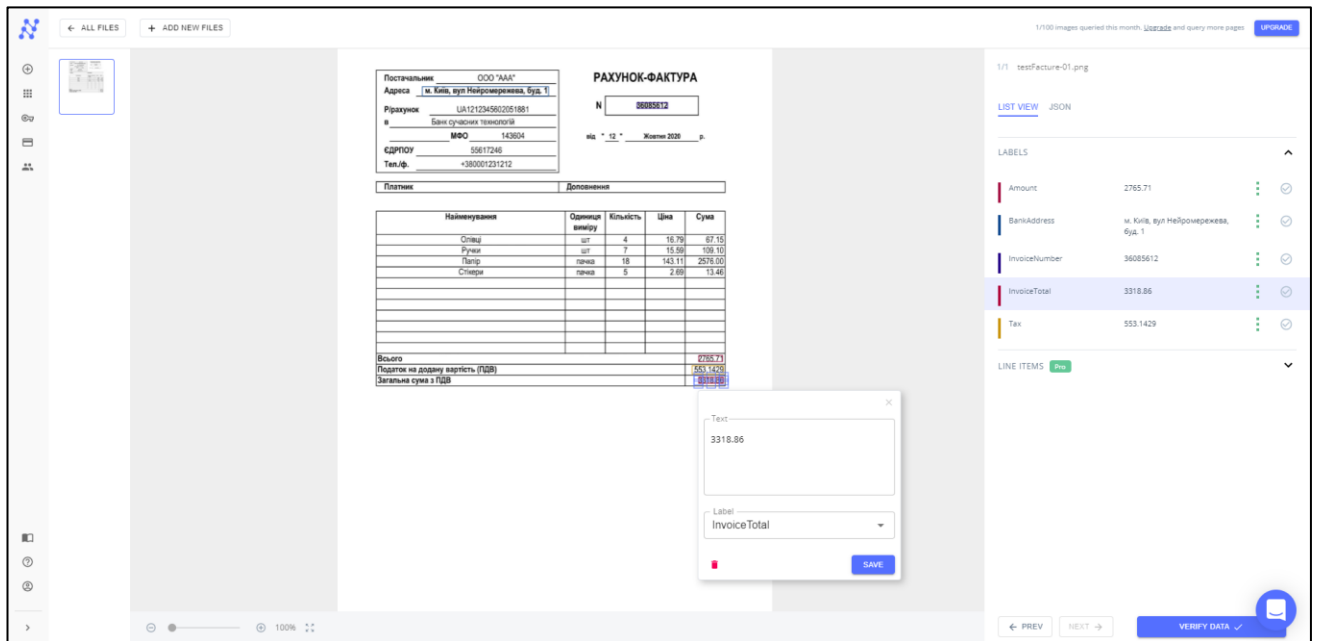 ← ALL FILES
+ ADD NEW FILES
1/100 images queried this month. Upgrade and query more pages
UPGRADE
Постачальник ООО "ААА"
Адреса м. Київ, вул Нейромережева, буд. 1
Рірахунок UA1212345602051881
в Банк сучасних технологій
МФО 143604
ЄДРПОУ 55617246
Тел./ф. +380001231212
РАХУНОК-ФАКТУРА
N 06085612
від " 12 " Жовтня 2020 р.
Платник Доповнення
Найменування Одиниця виміру Кількість Ціна Сума
Олівці шт 4 16.79 67.15
Ручки шт 7 15.59 109.10
Папір пачка 18 143.11 2576.00
Стікери пачка 5 2.69 13.46
Всього 2765.71
Податок на додану вартість (ПДВ) 553.1429
Загальна сума з ПДВ
Text
3318.86
Label
InvoiceTotal
SAVE
1/1 testFacture-01.png
LIST VIEW JSON
LABELS
Amount 2765.71
BankAddress м. Київ, вул Нейромережева, буд. 1
InvoiceNumber 36085612
InvoiceTotal 3318.86
Tax 553.1429
LINE ITEMS Pro
100%
← PREV
NEXT →
VERIFY DATA ✓